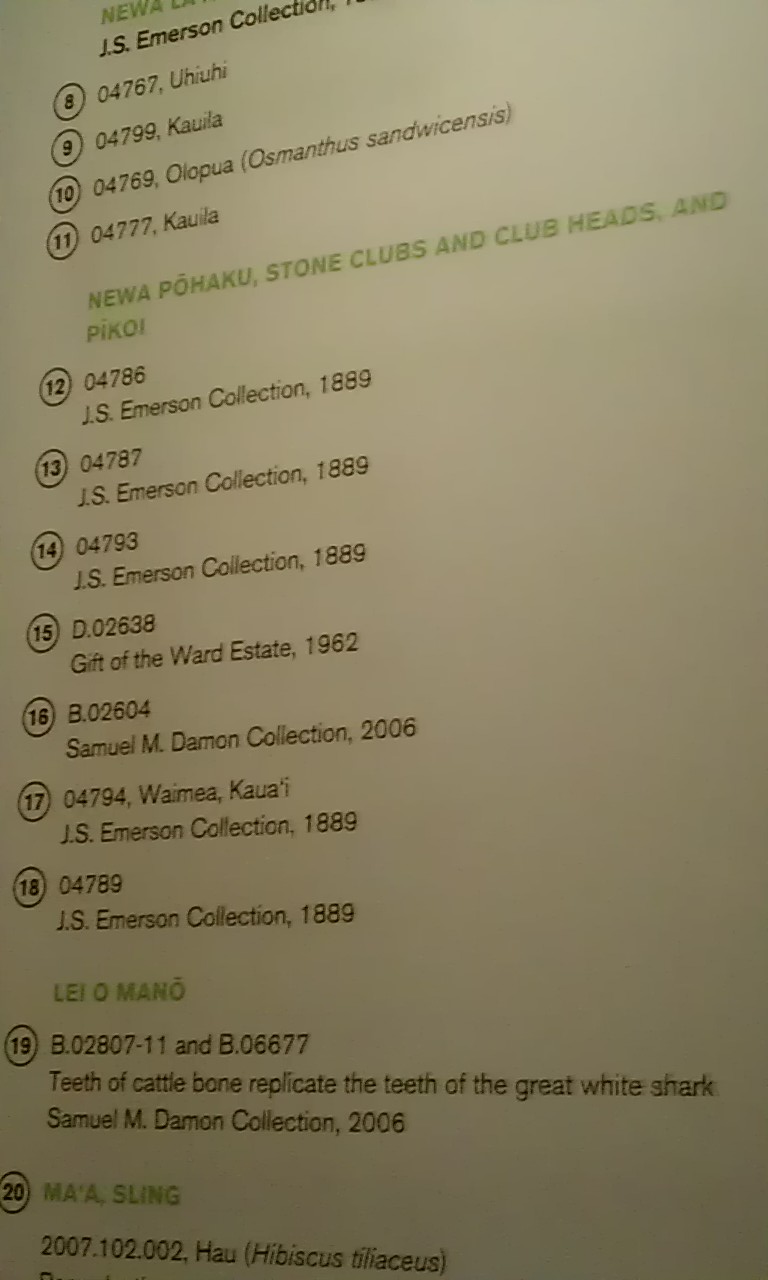 NEWA
J.S. Emerson Collection,
8 04767, Uhiuhi
9 04799, Kauila
10 04769, Olopua (Osmanthus sandwicensis)
11 04777, Kauila
NEWA PŌHAKU, STONE CLUBS AND CLUB HEADS, AND
PĪKOI
12 04786
J.S. Emerson Collection, 1889
13 04787
J.S. Emerson Collection, 1889
14 04793
J.S. Emerson Collection, 1889
15 D.02638
Gift of the Ward Estate, 1962
16 B.02604
Samuel M. Damon Collection, 2006
17 04794, Waimea, Kaua‘i
J.S. Emerson Collection, 1889
18 04789
J.S. Emerson Collection, 1889
LEI O MANŌ
19 B.02807-11 and B.06677
Teeth of cattle bone replicate the teeth of the great white shark
Samuel M. Damon Collection, 2006
20 MA‘A, SLING
2007.102.002, Hau (Hibiscus tiliaceus)